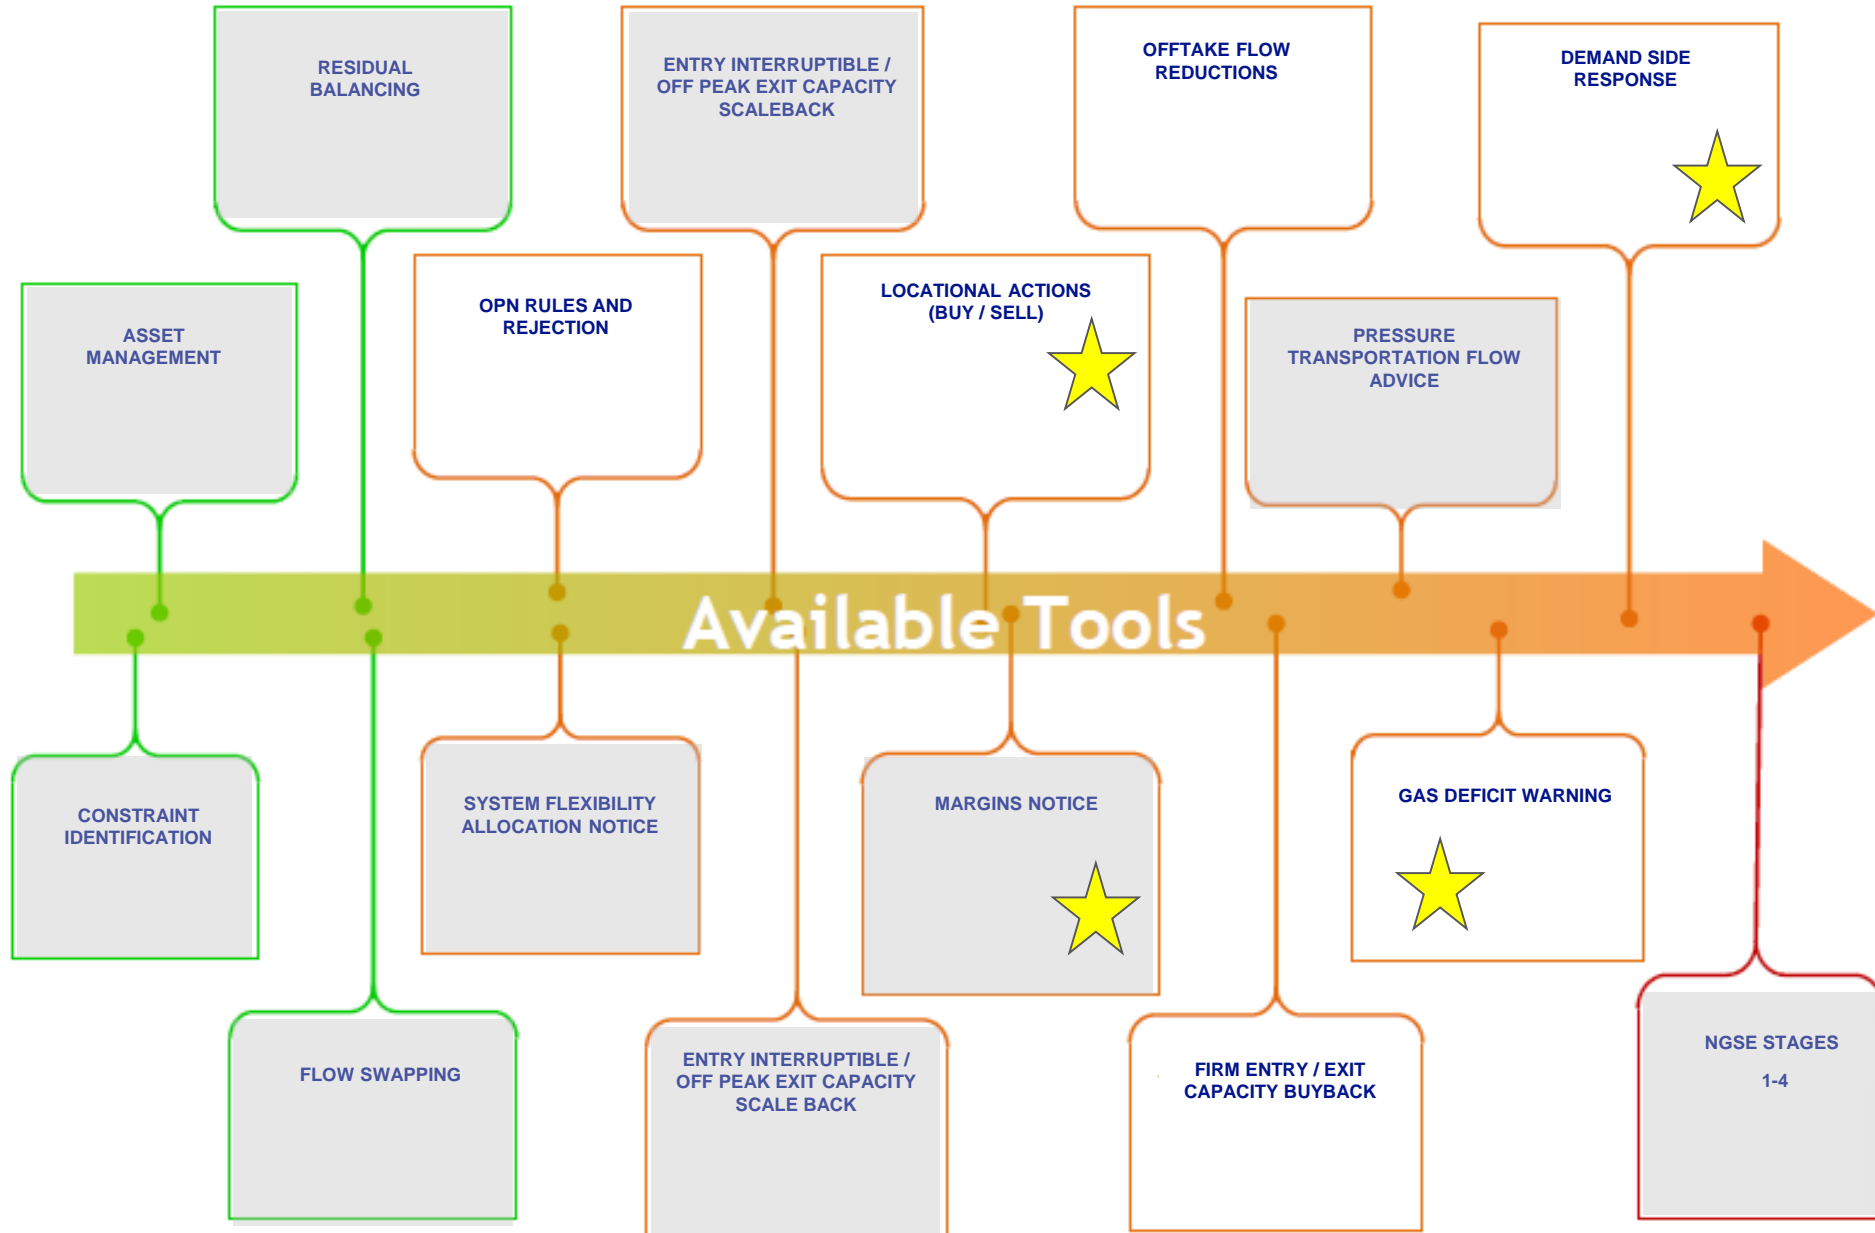 RESIDUAL
BALANCING
ENTRY INTERRUPTIBLE /
OFF PEAK EXIT CAPACITY
SCALEBACK
OFFTAKE FLOW
REDUCTIONS
DEMAND SIDE
RESPONSE
ASSET
MANAGEMENT
OPN RULES AND
REJECTION
LOCATIONAL ACTIONS
(BUY / SELL)
PRESSURE
TRANSPORTATION FLOW
ADVICE
Available Tools
CONSTRAINT
IDENTIFICATION
SYSTEM FLEXIBILITY
ALLOCATION NOTICE
MARGINS NOTICE
GAS DEFICIT WARNING
FLOW SWAPPING
ENTRY INTERRUPTIBLE /
OFF PEAK EXIT CAPACITY
SCALE BACK
FIRM ENTRY / EXIT
CAPACITY BUYBACK
NGSE STAGES
1-4